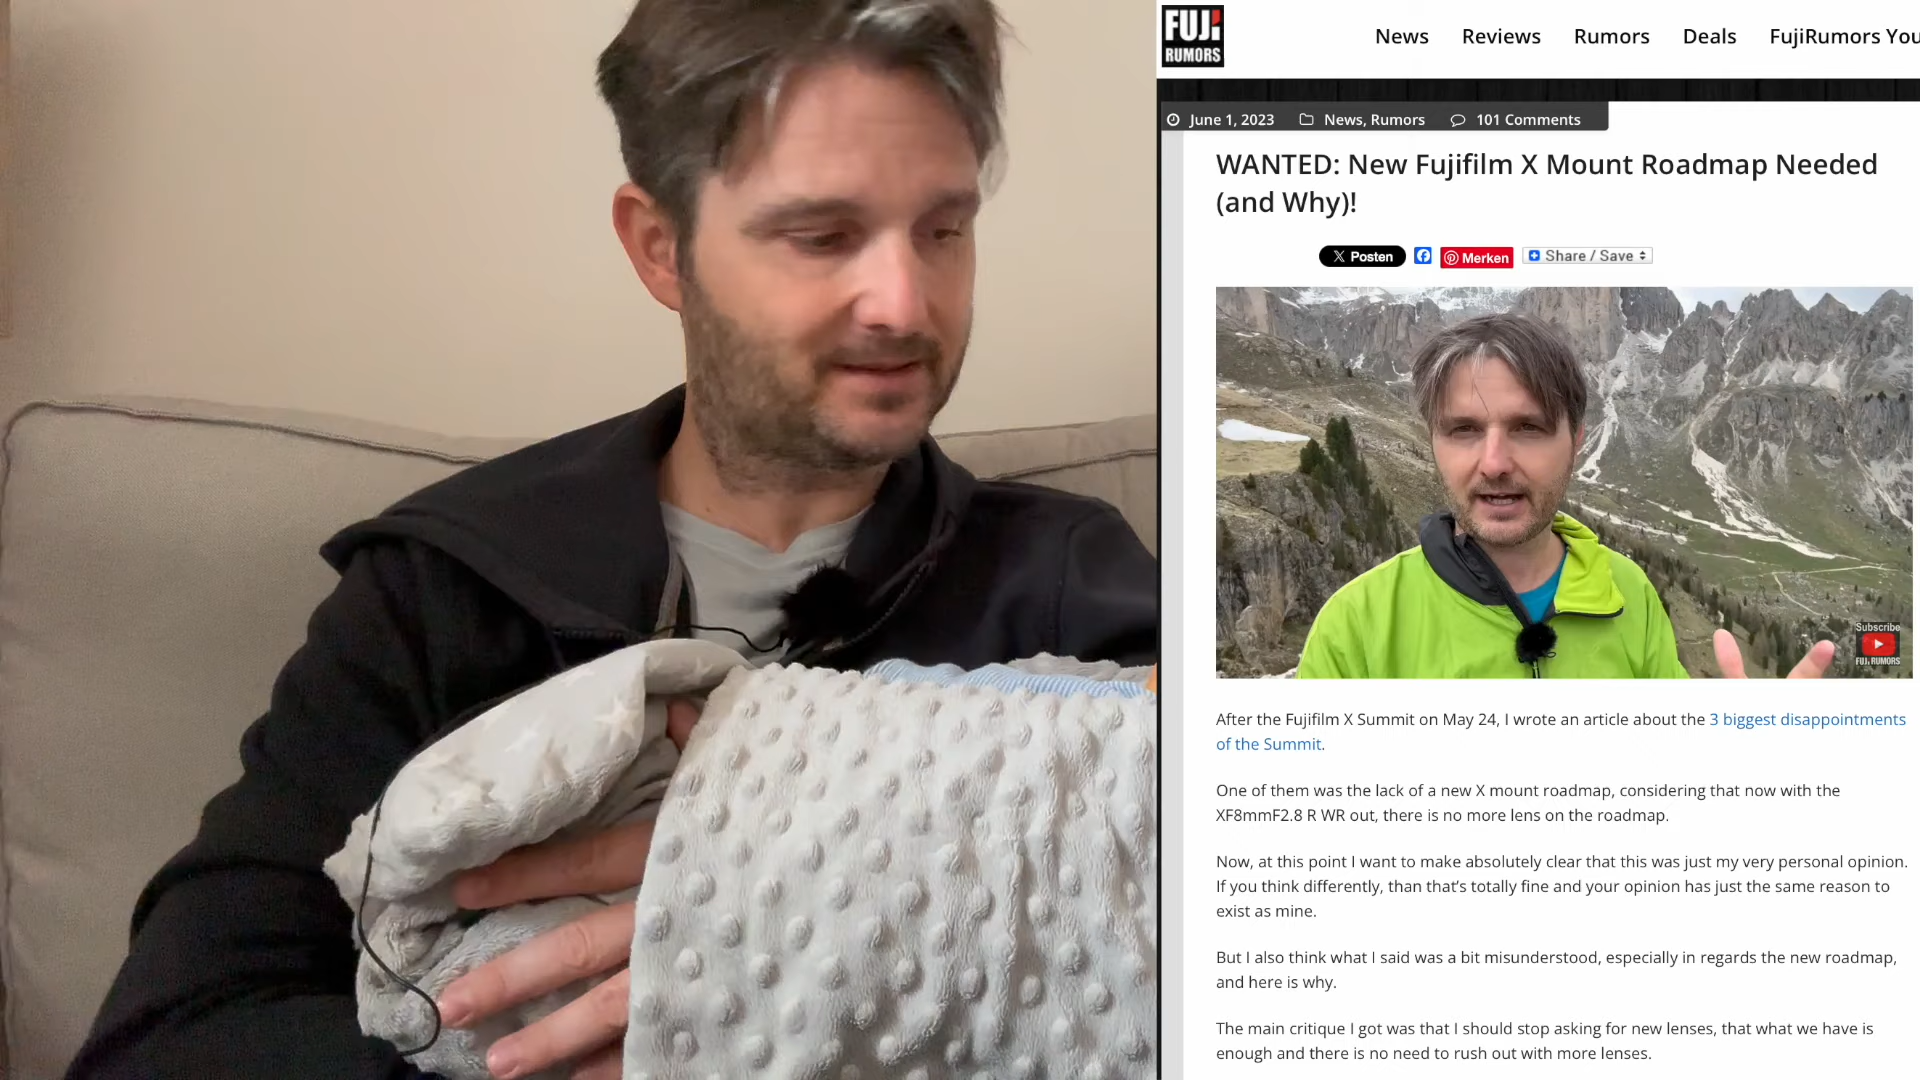 FUJI
RUMORS
News
Reviews
Rumors
Deals
FujiRumors You
June 1, 2023
News, Rumors
101 Comments
WANTED: New Fujifilm X Mount Roadmap Needed
(and Why)!
X Posten
Merken
Share / Save
Subscribe
FUJI RUMORS
After the Fujifilm X Summit on May 24, I wrote an article about the 3 biggest disappointments
of the Summit.
One of them was the lack of a new X mount roadmap, considering that now with the
XF8mmF2.8 R WR out, there is no more lens on the roadmap.
Now, at this point I want to make absolutely clear that this was just my very personal opinion.
If you think differently, than that’s totally fine and your opinion has just the same reason to
exist as mine.
But I also think what I said was a bit misunderstood, especially in regards the new roadmap,
and here is why.
The main critique I got was that I should stop asking for new lenses, that what we have is
enough and there is no need to rush out with more lenses.